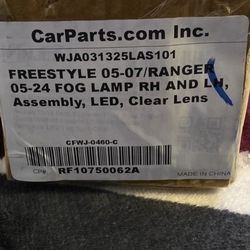 CarParts.com Inc.
WJA031325LAS101
FREESTYLE 05-07/RANGER
05-24 FOG LAMP RH AND LH,
Assembly, LED, Clear Lens
CFWJ-0460-C
MADE IN CHINA
CP#: RF10750062A